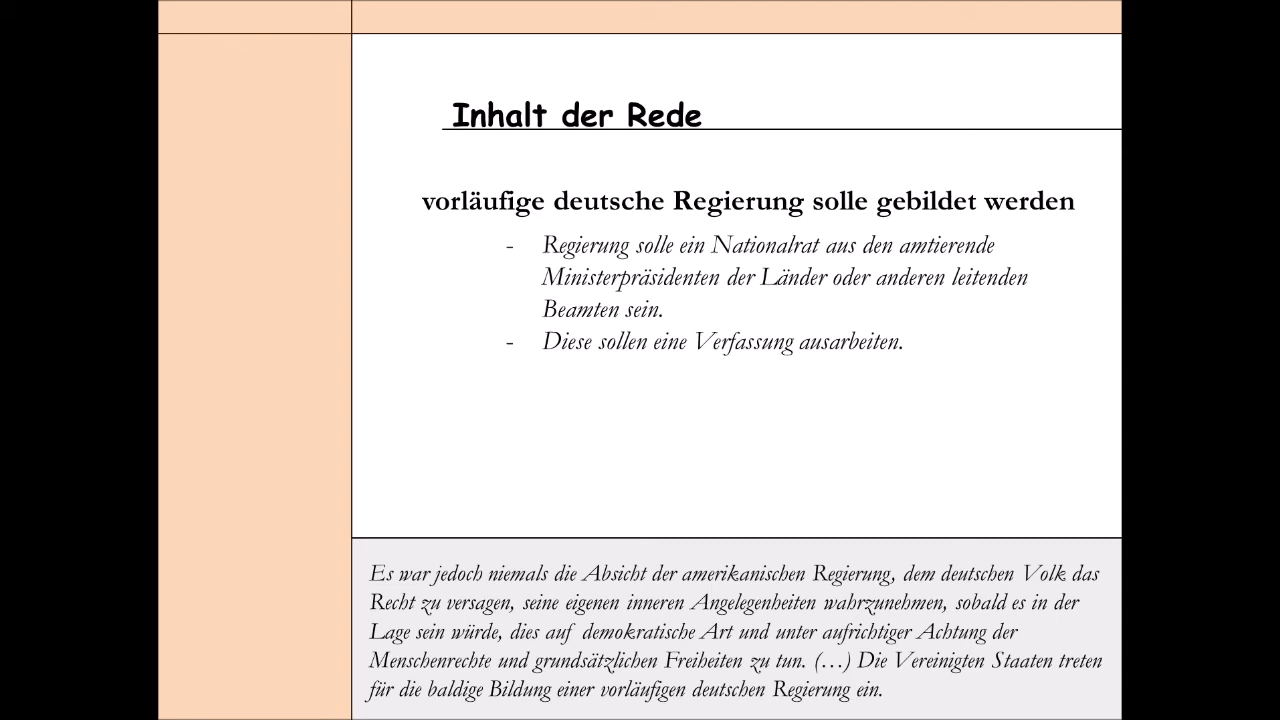 Inhalt der Rede
vorläufige deutsche Regierung solle gebildet werden
- Regierung solle ein Nationalrat aus den amtierende
Ministerpräsidenten der Länder oder anderen leitenden
Beamten sein.
- Diese sollen eine Verfassung ausarbeiten.
Es war jedoch niemals die Absicht der amerikanischen Regierung, dem deutschen Volk das
Recht zu versagen, seine eigenen inneren Angelegenheiten wahrzunehmen, sobald es in der
Lage sein würde, dies auf demokratische Art und unter aufrichtiger Achtung der
Menschenrechte und grundsätzlichen Freiheiten zu tun. (…) Die Vereinigten Staaten treten
für die baldige Bildung einer vorläufigen deutschen Regierung ein.